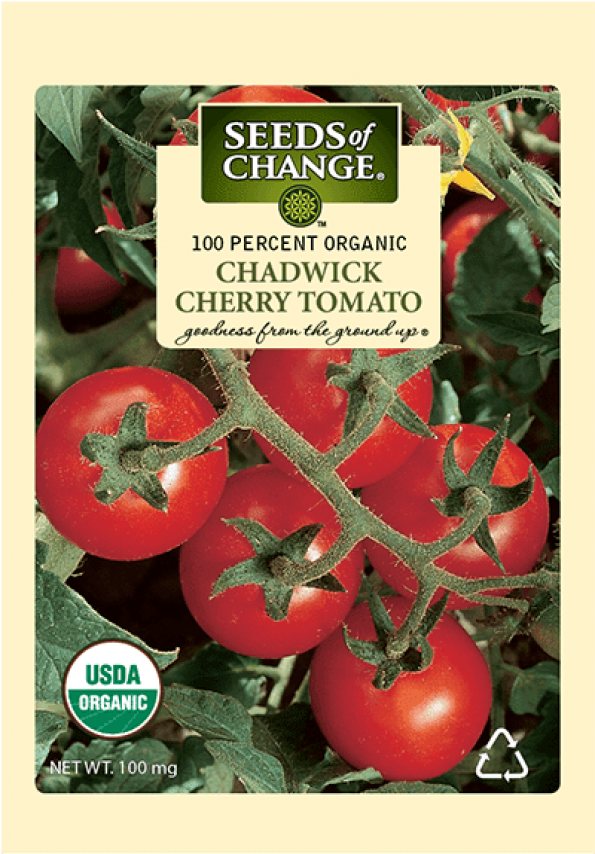 SEEDS of
CHANGE®
™
100 PERCENT ORGANIC
CHADWICK
CHERRY TOMATO
goodness from the ground up®
USDA
ORGANIC
NET WT. 100 mg